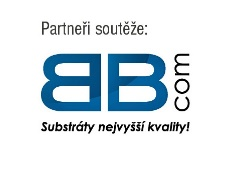 Partneři soutěže:
BB com
Substráty nejvyšší kvality!